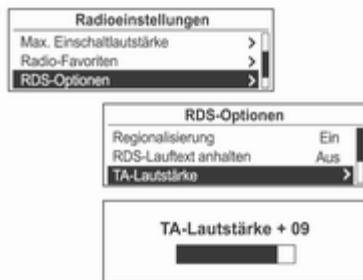 Radioeinstellungen
Max. Einschaltlautstärke >
Radio-Favoriten >
RDS-Optionen >
RDS-Optionen
Regionalisierung Ein
RDS-Lauftext anhalten Aus
TA-Lautstärke >
TA-Lautstärke + 09